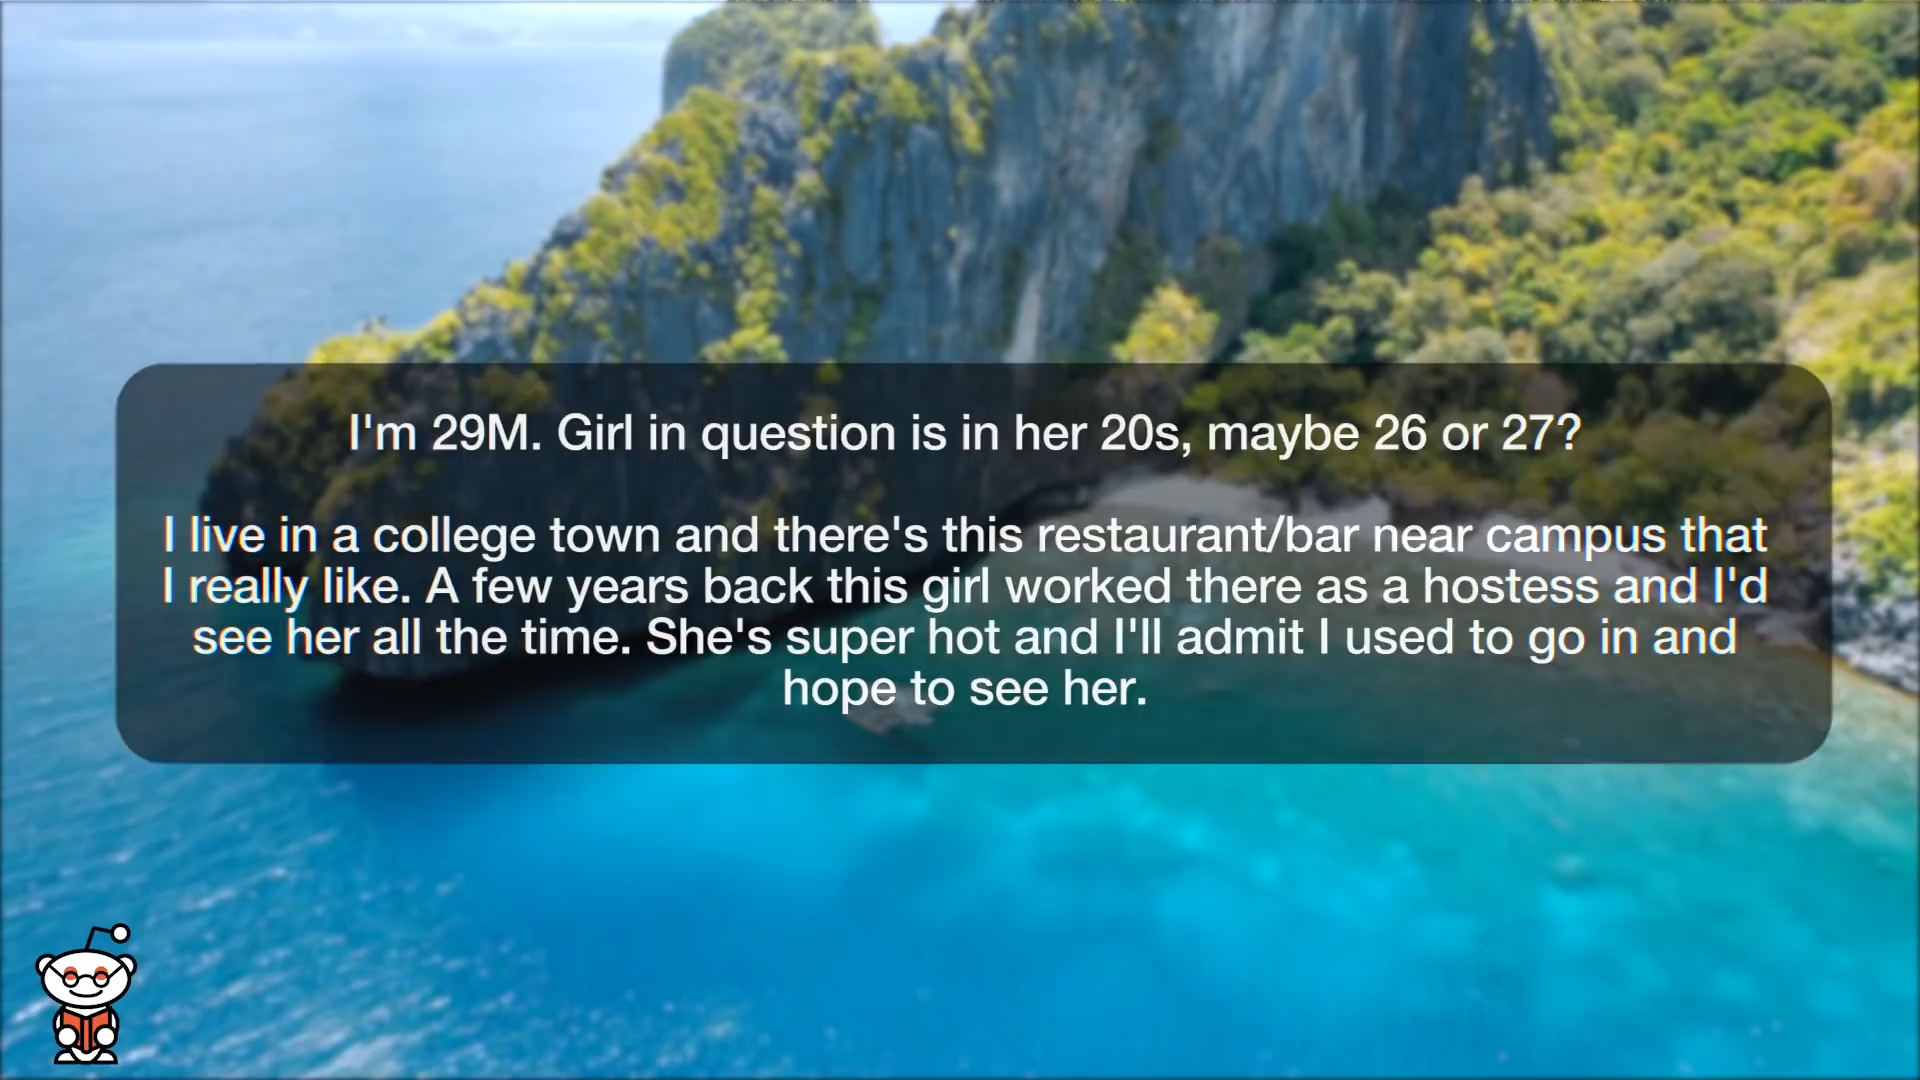 I'm 29M. Girl in question is in her 20s, maybe 26 or 27?
I live in a college town and there's this restaurant/bar near campus that
I really like. A few years back this girl worked there as a hostess and I'd
see her all the time. She's super hot and I'll admit I used to go in and
hope to see her.